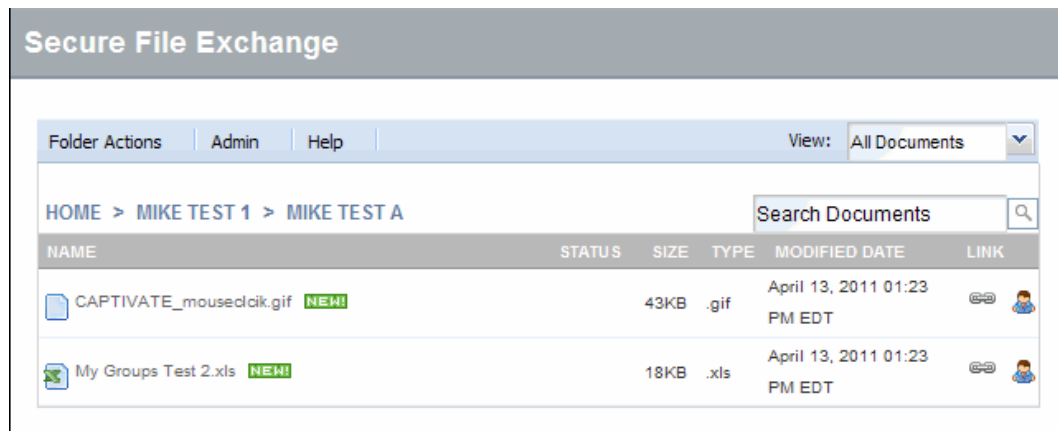 Secure File Exchange
Folder Actions Admin Help View: All Documents
HOME > MIKE TEST 1 > MIKE TEST A Search Documents
NAME STATUS SIZE TYPE MODIFIED DATE LINK
CAPTIVATE_mouseclcik.gif NEW! 43KB .gif April 13, 2011 01:23
PM EDT
My Groups Test 2.xls NEW! 18KB .xls April 13, 2011 01:23
PM EDT